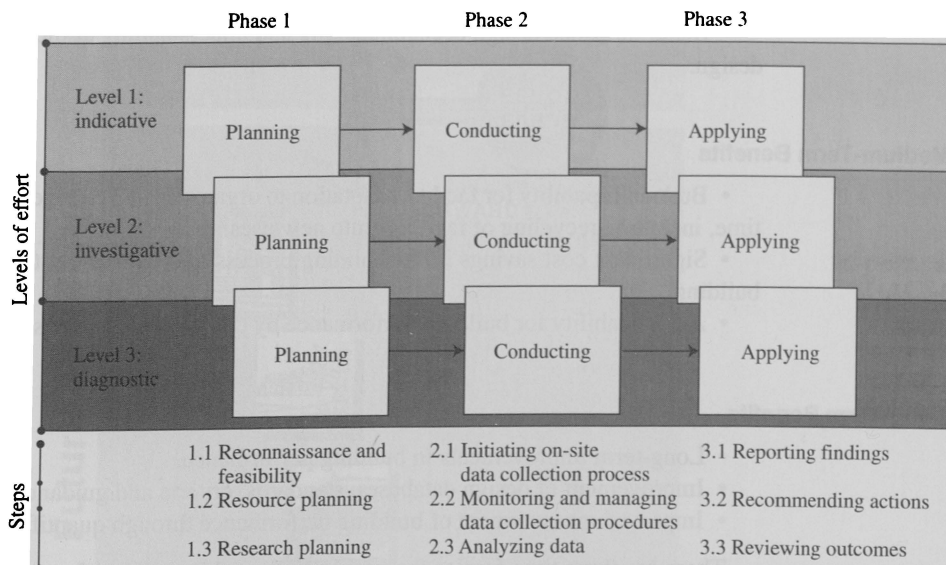 Phase 1 Phase 2 Phase 3
Levels of effort
Level 1:
indicative
Planning Conducting Applying
Level 2:
investigative
Planning Conducting Applying
Level 3:
diagnostic
Planning Conducting Applying
Steps
1.1 Reconnaissance and
feasibility
1.2 Resource planning
1.3 Research planning
2.1 Initiating on-site
data collection process
2.2 Monitoring and managing
data collection procedures
2.3 Analyzing data
3.1 Reporting findings
3.2 Recommending actions
3.3 Reviewing outcomes